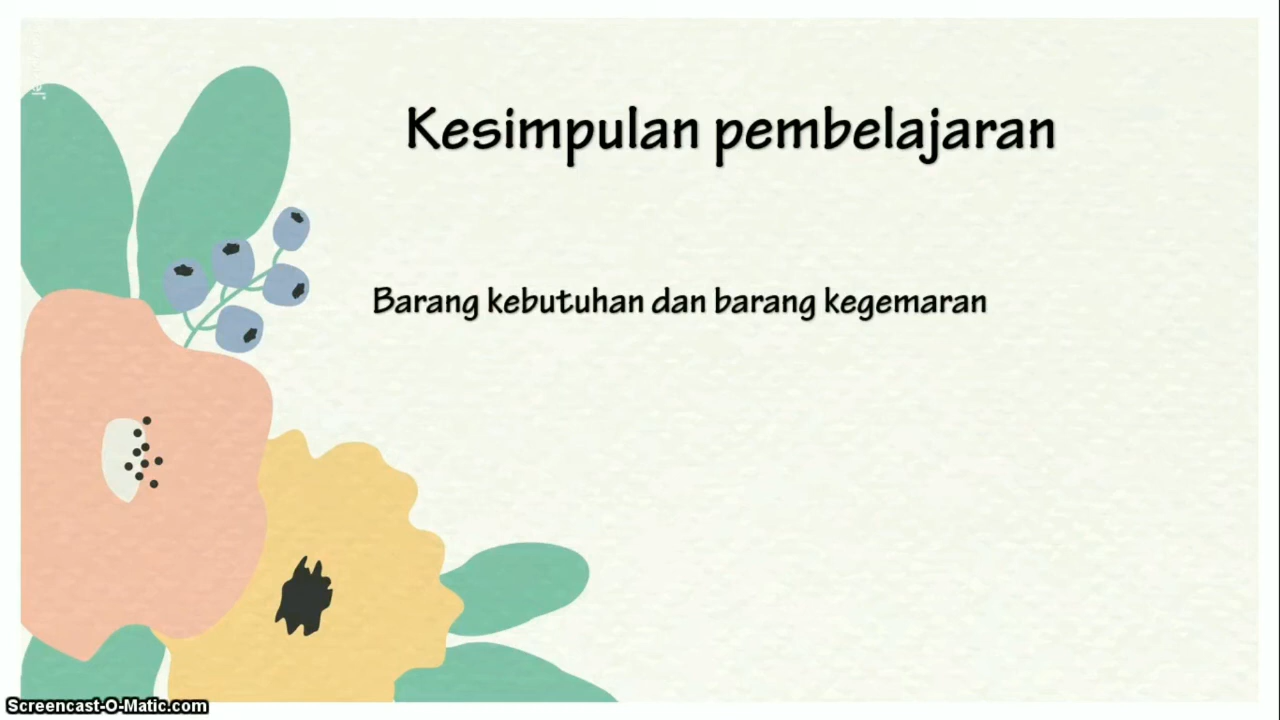 Kesimpulan pembelajaran
Barang kebutuhan dan barang kegemaran
Screencast-O-Matic.com